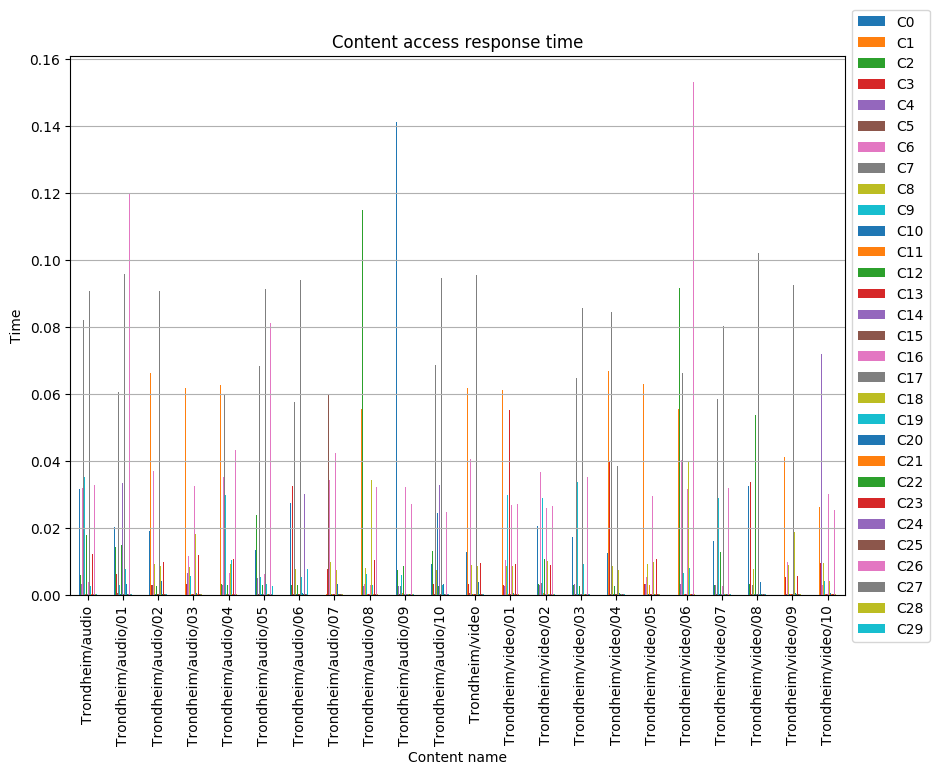 Content access response time
Time
0.16
0.14
0.12
0.10
0.08
0.06
0.04
0.02
0.00
Trondheim/audio
Trondheim/audio/01
Trondheim/audio/02
Trondheim/audio/03
Trondheim/audio/04
Trondheim/audio/05
Trondheim/audio/06
Trondheim/audio/07
Trondheim/audio/08
Trondheim/audio/09
Trondheim/audio/10
Trondheim/video
Trondheim/video/01
Trondheim/video/02
Trondheim/video/03
Trondheim/video/04
Trondheim/video/05
Trondheim/video/06
Trondheim/video/07
Trondheim/video/08
Trondheim/video/09
Trondheim/video/10
Content name
C0
C1
C2
C3
C4
C5
C6
C7
C8
C9
C10
C11
C12
C13
C14
C15
C16
C17
C18
C19
C20
C21
C22
C23
C24
C25
C26
C27
C28
C29